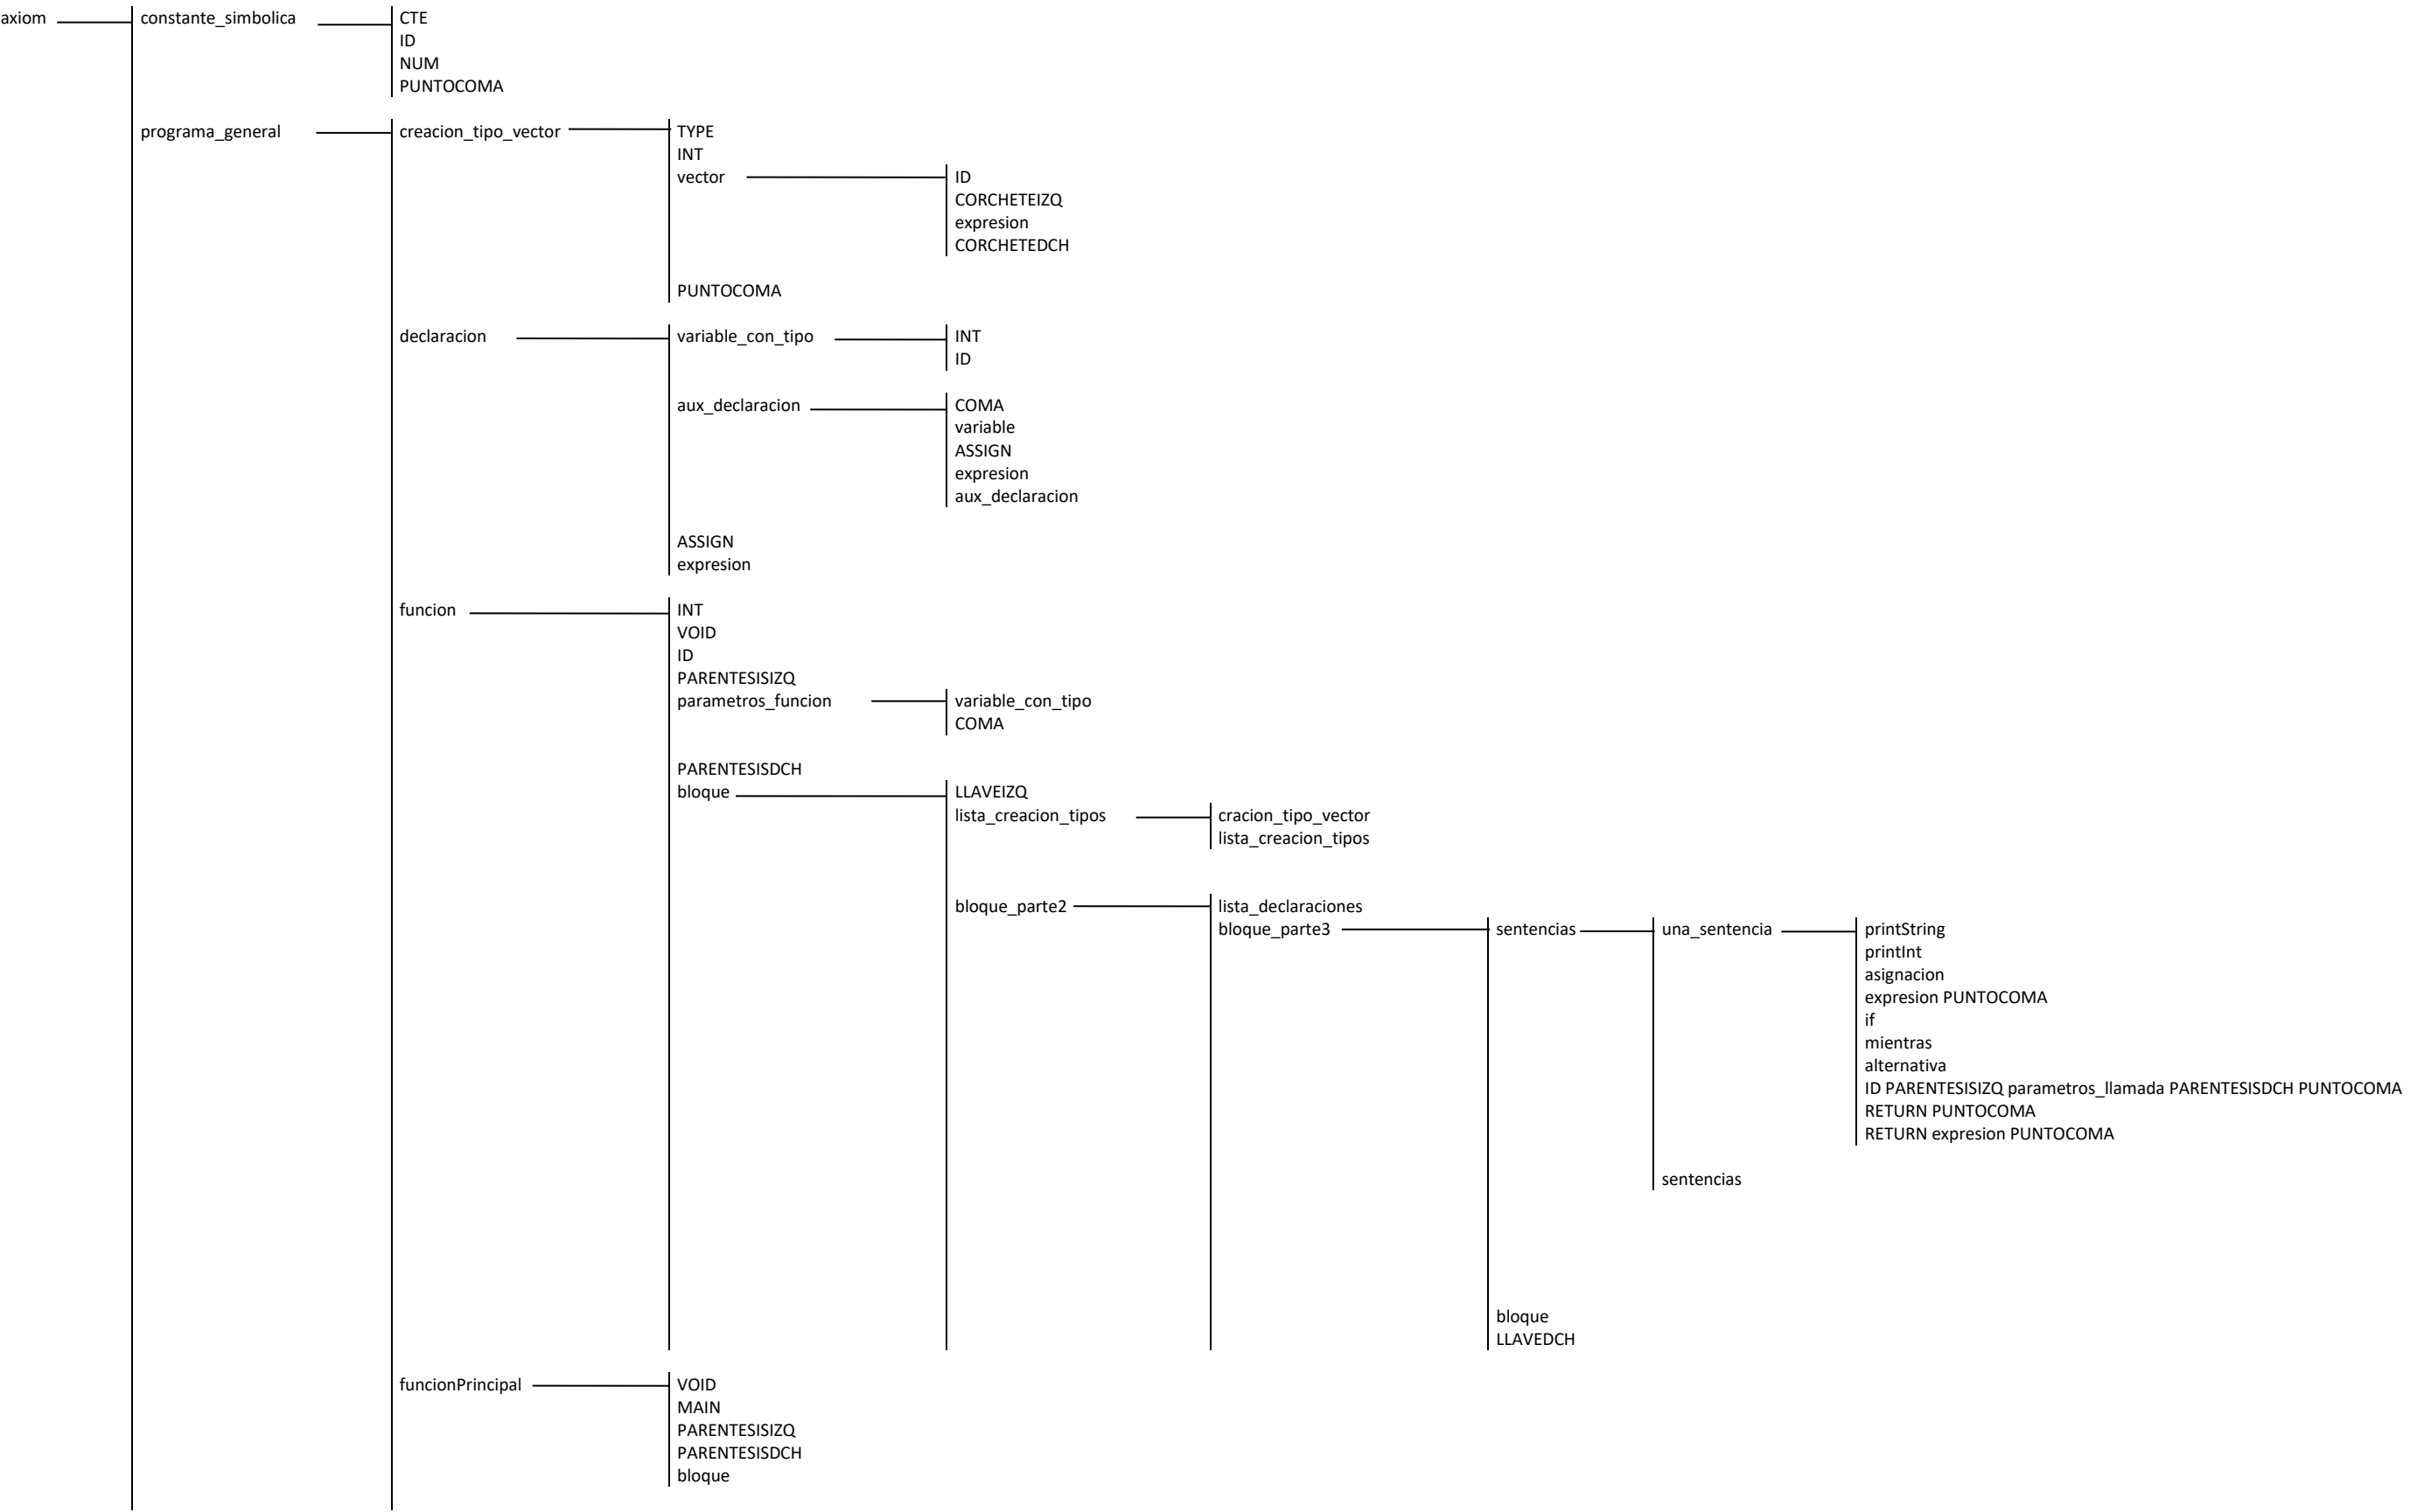 axiom constante_simbolica CTE
ID
NUM
PUNTOCOMA
programa_general creacion_tipo_vector TYPE
INT
vector ID
CORCHETEIZQ
expresion
CORCHETEDCH
PUNTOCOMA
declaracion variable_con_tipo INT
ID
aux_declaracion COMA
variable
ASSIGN
expresion
aux_declaracion
ASSIGN
expresion
funcion INT
VOID
ID
PARENTESISIZQ
parametros_funcion variable_con_tipo
COMA
PARENTESISDCH
bloque LLAVEIZQ
lista_creacion_tipos cracion_tipo_vector
lista_creacion_tipos
bloque_parte2 lista_declaraciones
bloque_parte3 sentencias una_sentencia printString
printInt
asignacion
expresion PUNTOCOMA
if
mientras
alternativa
ID PARENTESISIZQ parametros_llamada PARENTESISDCH PUNTOCOMA
RETURN PUNTOCOMA
RETURN expresion PUNTOCOMA
sentencias
bloque
LLAVEDCH
funcionPrincipal VOID
MAIN
PARENTESISIZQ
PARENTESISDCH
bloque